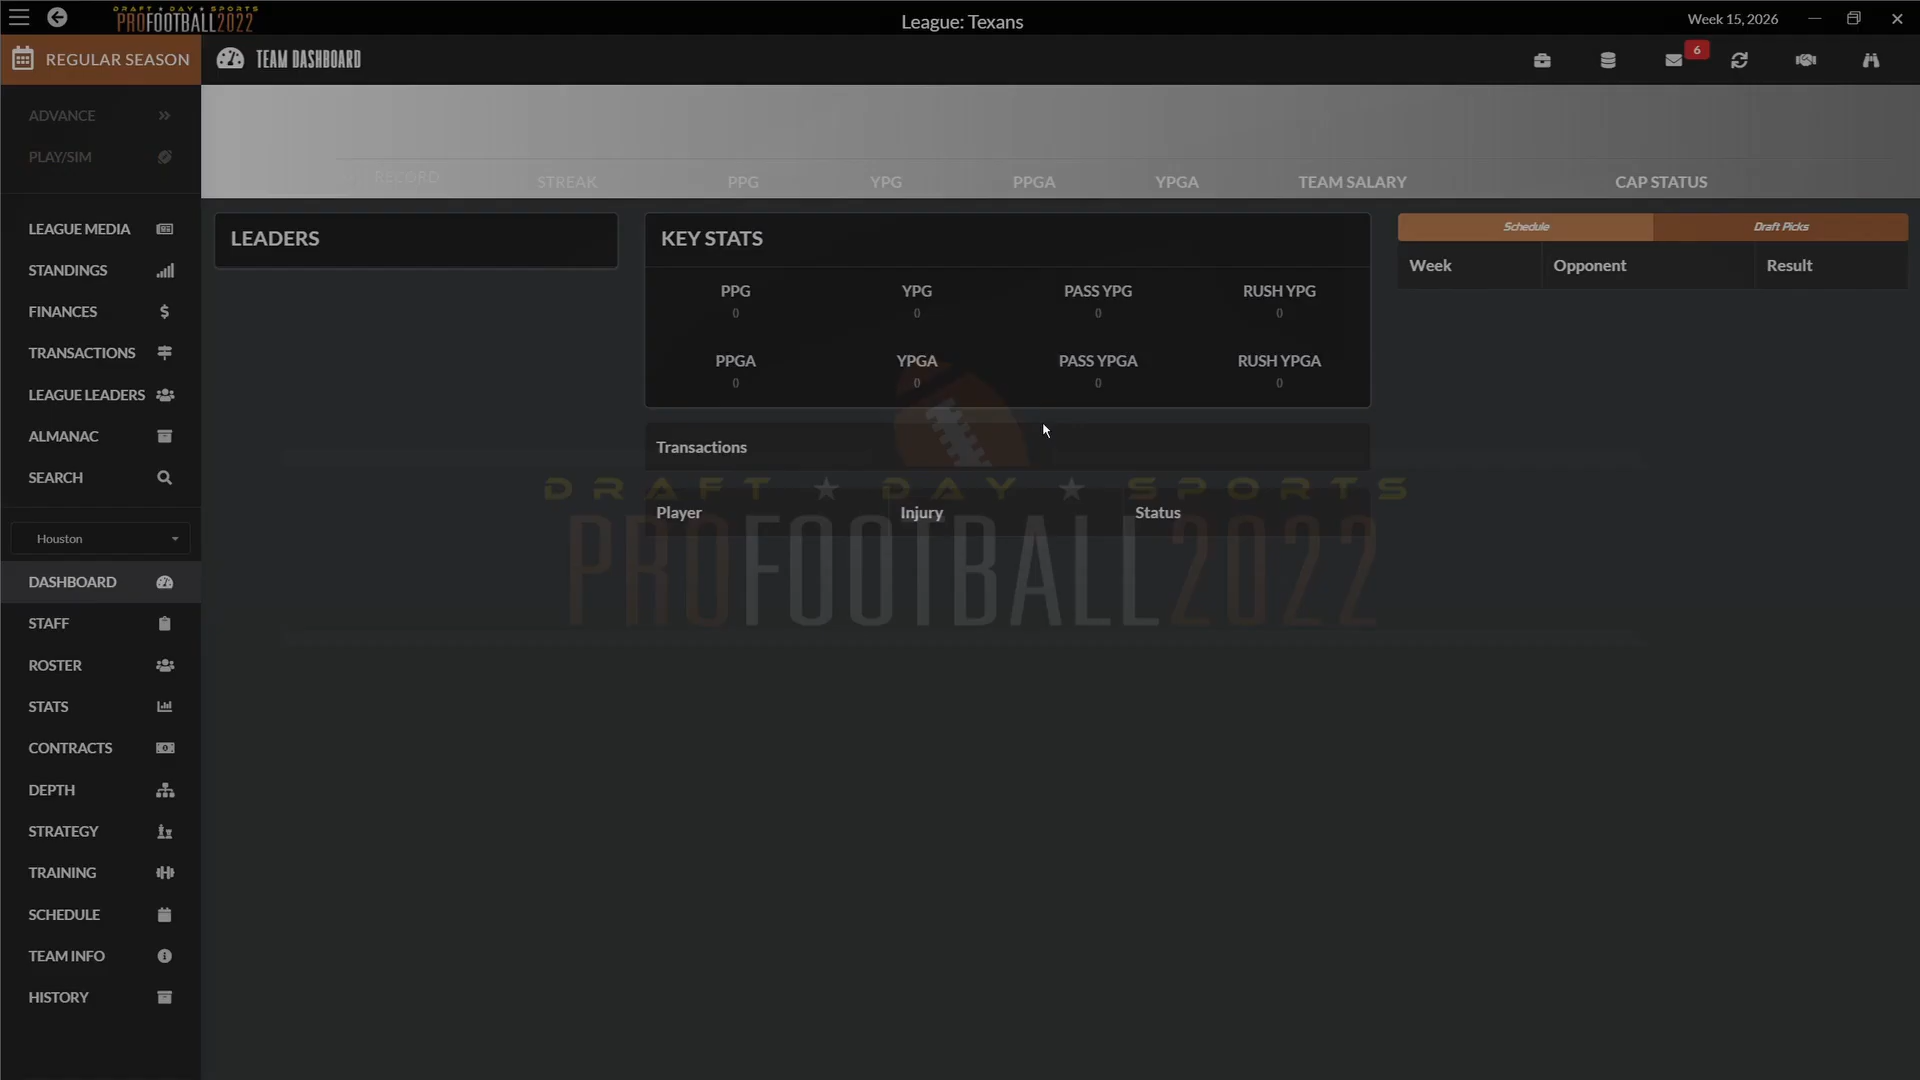 DRAFT ★ DAY ★ SPORTS
PROFOOTBALL2022
League: Texans
Week 15, 2026
REGULAR SEASON
TEAM DASHBOARD
6
ADVANCE
PLAY/SIM
RECORD
STREAK
PPG
YPG
PPGA
YPGA
TEAM SALARY
CAP STATUS
LEAGUE MEDIA
STANDINGS
FINANCES
TRANSACTIONS
LEAGUE LEADERS
ALMANAC
SEARCH
Houston
DASHBOARD
STAFF
ROSTER
STATS
CONTRACTS
DEPTH
STRATEGY
TRAINING
SCHEDULE
TEAM INFO
HISTORY
LEADERS
KEY STATS
PPG YPG PASS YPG RUSH YPG
0 0 0 0
PPGA YPGA PASS YPGA RUSH YPGA
0 0 0 0
Transactions
Player Injury Status
DRAFT ★ DAY ★ SPORTS
PROFOOTBALL2022
Schedule Draft Picks
Week Opponent Result